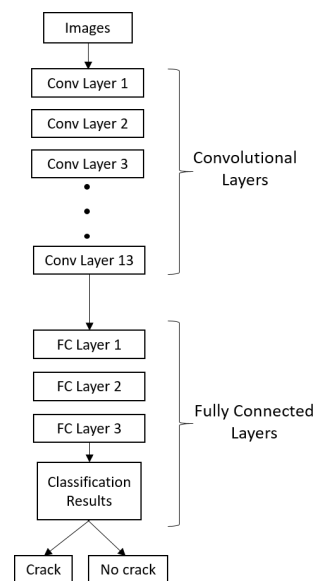 Images
Conv Layer 1
Conv Layer 2
Conv Layer 3
Convolutional
Layers
Conv Layer 13
FC Layer 1
FC Layer 2
FC Layer 3
Fully Connected
Layers
Classification
Results
Crack
No crack